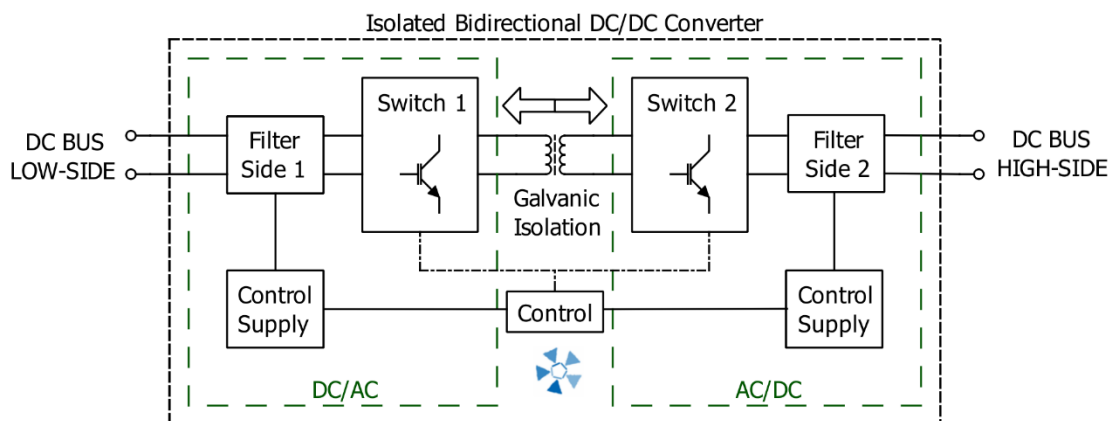 Isolated Bidirectional DC/DC Converter
Switch 1
Switch 2
DC BUS
LOW-SIDE
Filter
Side 1
Galvanic
Isolation
Filter
Side 2
DC BUS
HIGH-SIDE
Control
Supply
Control
Control
Supply
DC/AC
AC/DC